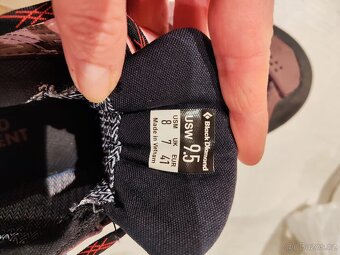 Black Diamond
USW 9.5
USM UK EUR
8 7 41
Made in Vietnam